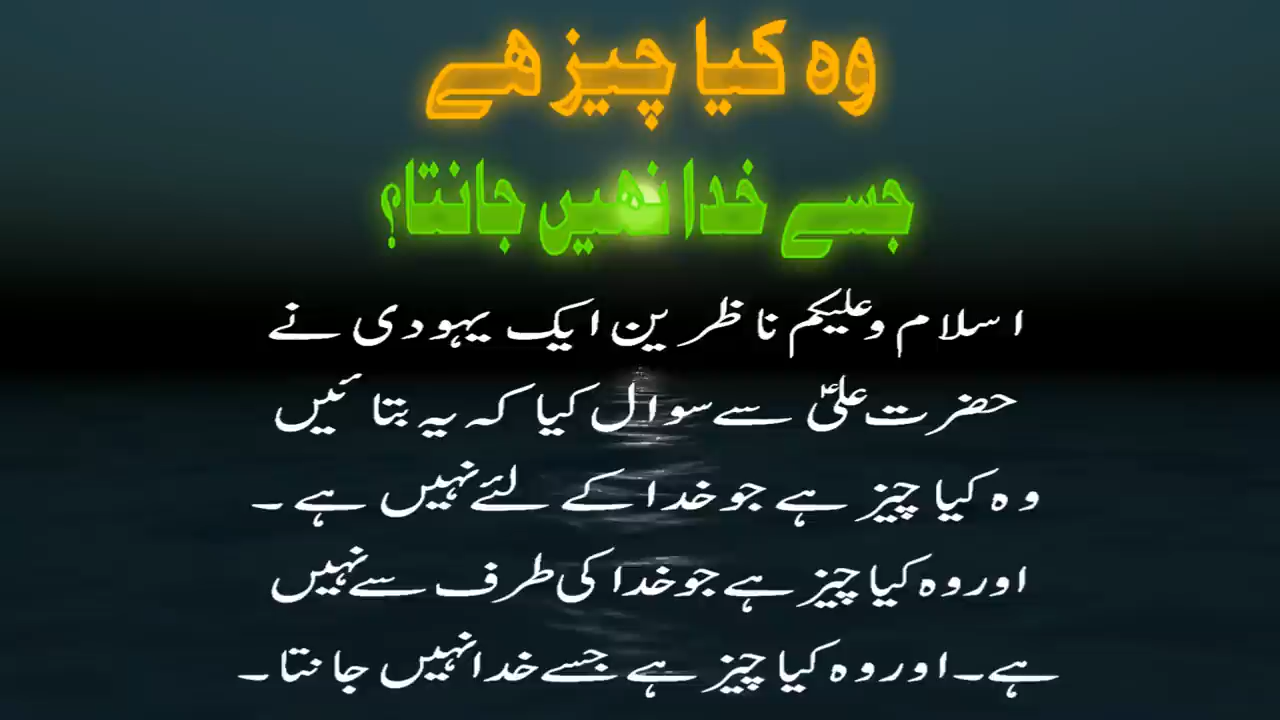 وہ کیا چیز ھے
جسے خدا نھیں جانتا؟
اسلام وعلیکم ناظرین ایک یہودی نے
حضرت علیؑ سے سوال کیا کہ یہ بتائیں
وہ کیا چیز ہے جو خدا کے لئے نہیں ہے ۔
اور وہ کیا چیز ہے جو خدا کی طرف سے نہیں
ہے۔ اور وہ کیا چیز ہے جسے خدا نہیں جانتا۔